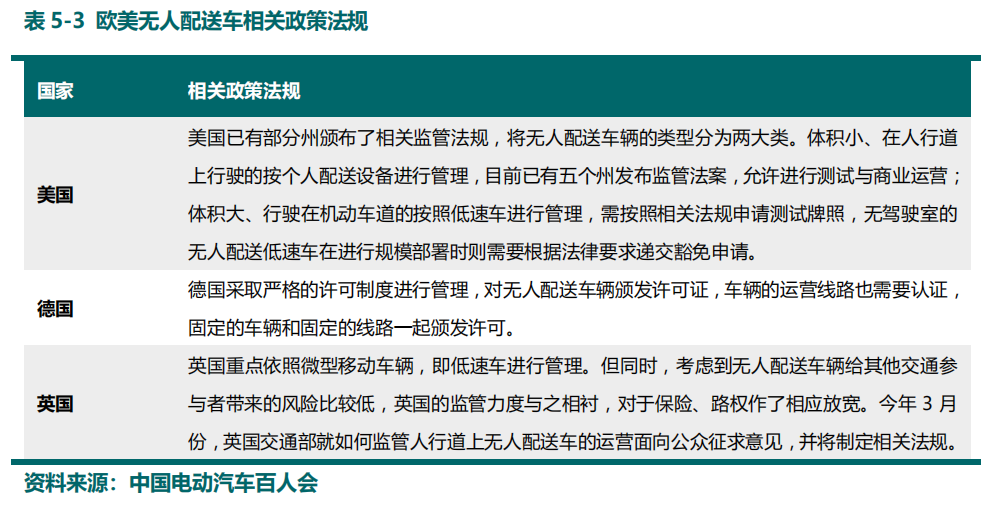 表 5-3 欧美无人配送车相关政策法规
国家 相关政策法规
美国已有部分州颁布了相关监管法规，将无人配送车辆的类型分为两大类。体积小、在人行道
上行驶的按个人配送设备进行管理，目前已有五个州发布监管法案，允许进行测试与商业运营；
美国
体积大、行驶在机动车道的按照低速车进行管理，需按照相关法规申请测试牌照，无驾驶室的
无人配送低速车在进行规模部署时则需要根据法律要求递交豁免申请。
德国采取严格的许可制度进行管理，对无人配送车辆颁发许可证，车辆的运营线路也需要认证，
德国
固定的车辆和固定的线路一起颁发许可。
英国重点依照微型移动车辆，即低速车进行管理。但同时，考虑到无人配送车辆给其他交通参
英国
与者带来的风险比较低，英国的监管力度与之相衬，对于保险、路权作了相应放宽。今年 3 月
份，英国交通部就如何监管人行道上无人配送车的运营面向公众征求意见，并将制定相关法规。
资料来源：中国电动汽车百人会